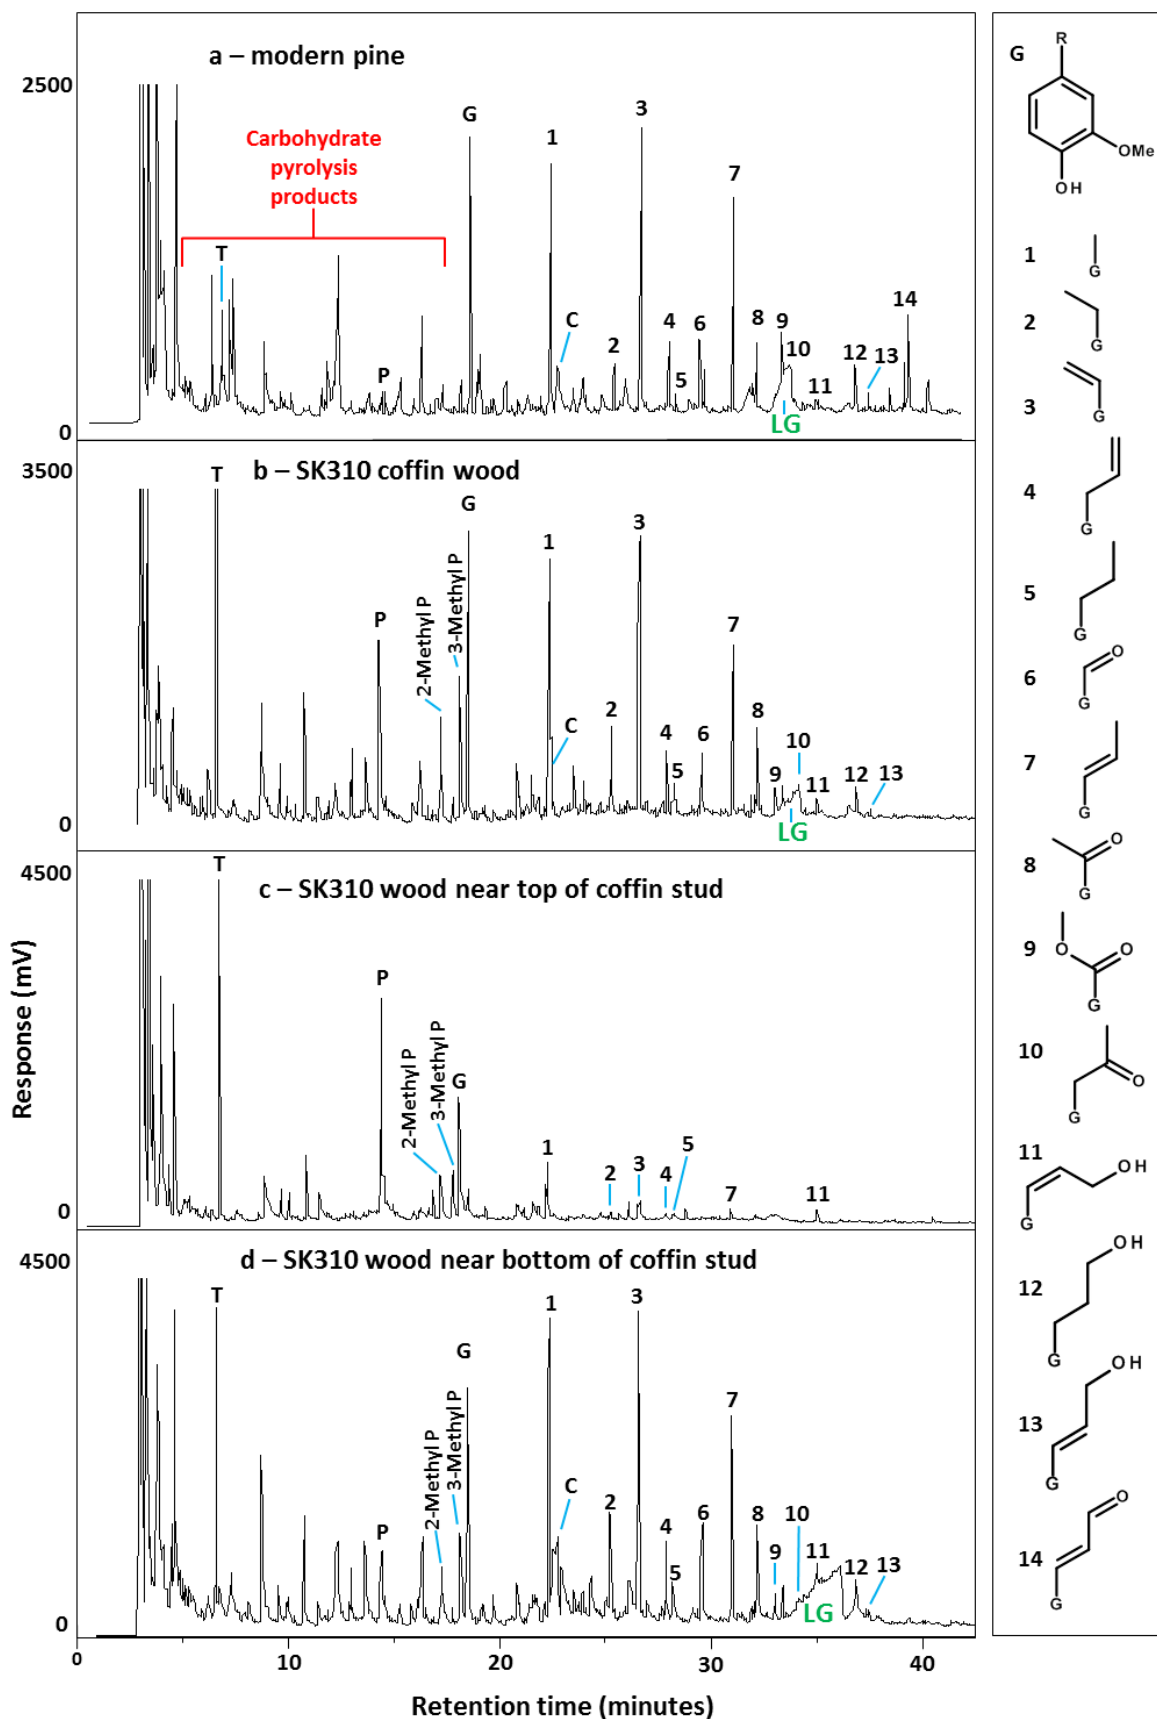 a – modern pine
2500
Carbohydrate
pyrolysis
products
T
P
G
1
C
2
3
4
5
6
7
8
9
10
LG
11
12
13
14
0
b – SK310 coffin wood
3500
T
P
2-Methyl P
3-Methyl P
G
1
C
2
3
4
5
6
7
8
9
10
LG
11
12
13
0
c – SK310 wood near top of coffin stud
4500
T
P
2-Methyl P
3-Methyl P
G
1
2
3
4
5
7
11
0
d – SK310 wood near bottom of coffin stud
4500
T
P
2-Methyl P
3-Methyl P
G
1
C
2
3
4
5
6
7
8
9
10
11
LG
12
13
0
Response (mV)
0
10
20
30
40
Retention time (minutes)
G
R
OMe
OH
1
G
2
G
3
G
4
G
5
G
6
O
G
7
G
8
O
G
9
O
O
G
10
O
G
11
OH
G
12
OH
G
13
OH
G
14
O
G